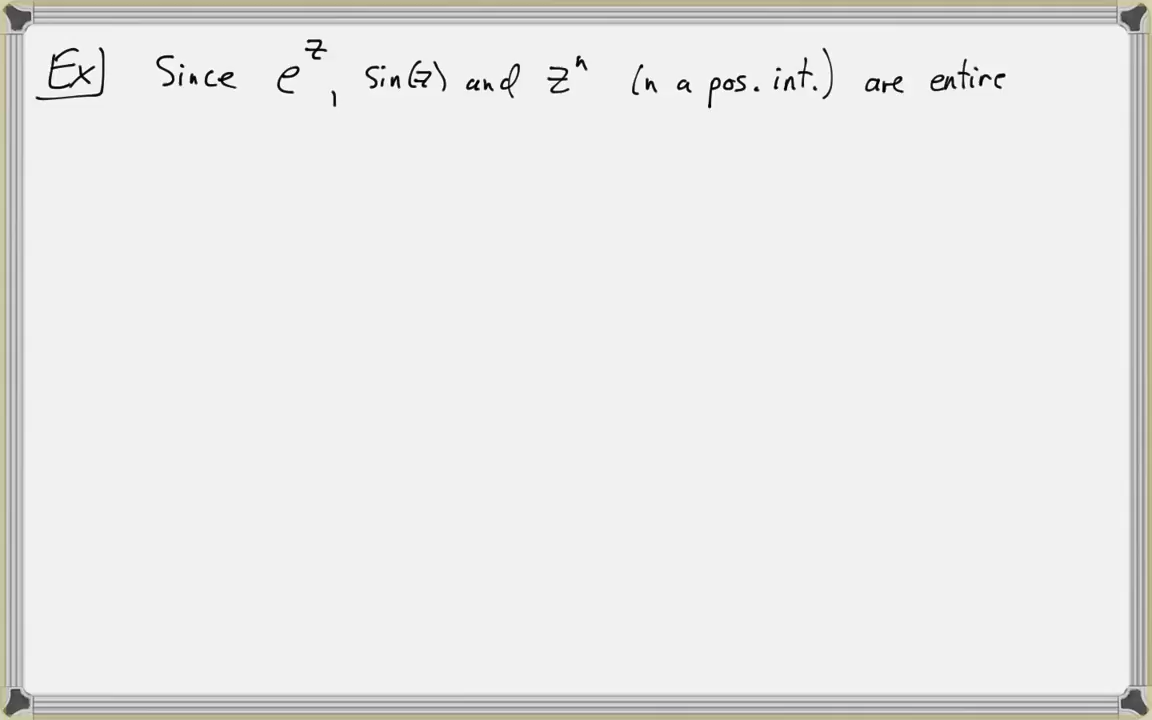 Ex Since e^z, sin(z) and z^n (n a pos. int.) are entire